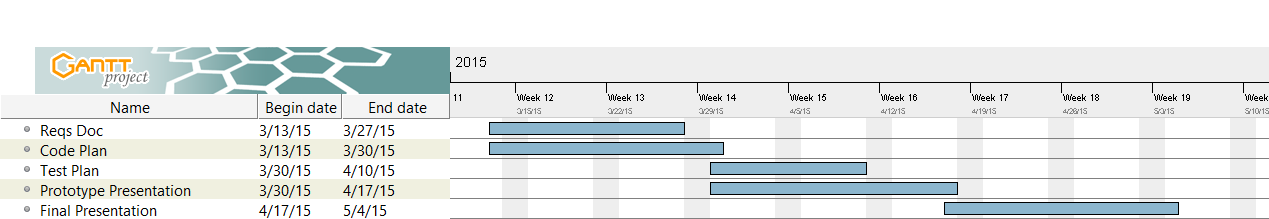 GANTT
project
2015
11 Week 12 Week 13 Week 14 Week 15 Week 16 Week 17 Week 18 Week 19 Week
3/15/15 3/22/15 3/29/15 4/5/15 4/12/15 4/19/15 4/26/15 5/3/15 5/10/15
Name Begin date End date
Reqs Doc 3/13/15 3/27/15
Code Plan 3/13/15 3/30/15
Test Plan 3/30/15 4/10/15
Prototype Presentation 3/30/15 4/17/15
Final Presentation 4/17/15 5/4/15